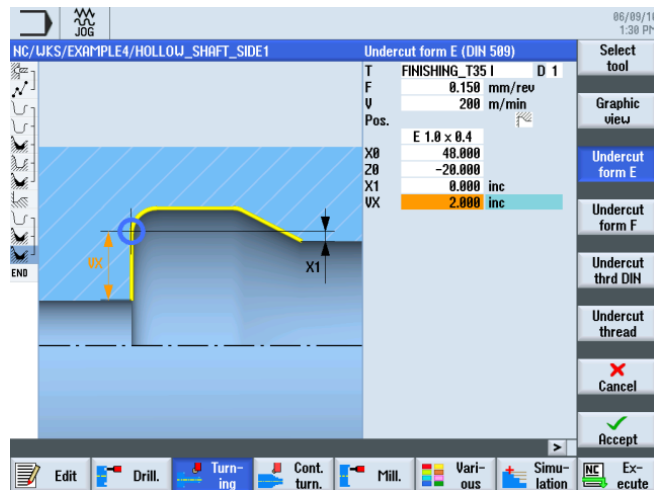 JOG
06/09/1
1:30 PM
NC/WKS/EXAMPLE4/HOLLOW_SHAFT_SIDE1
Undercut form E (DIN 509)
T FINISHING_T35 I D 1
F 0.150 mm/rev
V 200 m/min
Pos.
E 1.0 x 0.4
X0 48.000
Z0 -20.000
X1 0.000 inc
VX 2.000 inc
VX
X1
END
Select
tool
Graphic
view
Undercut
form E
Undercut
form F
Undercut
thrd DIN
Undercut
thread
Cancel
Accept
>
Edit
Drill.
Turn-
ing
Cont.
turn.
Mill.
Vari-
ous
Simu-
lation
NC Ex-
ecute